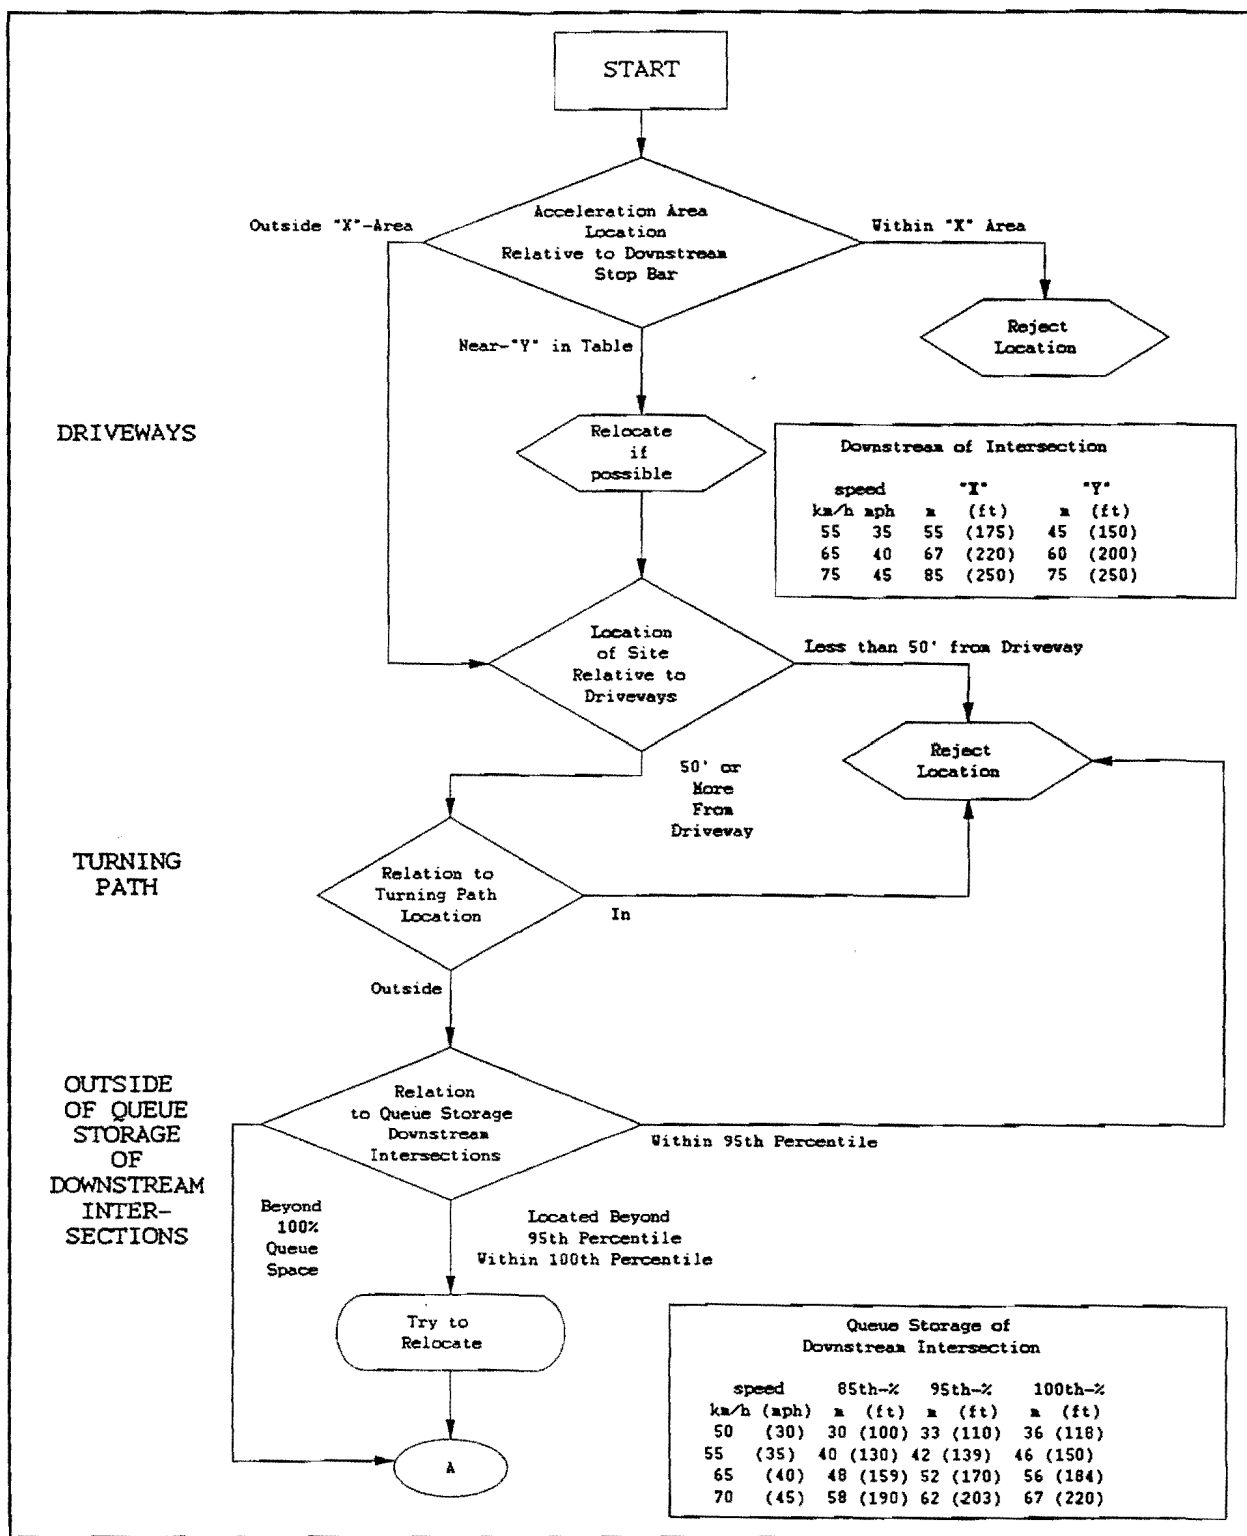 START
Acceleration Area
Location
Relative to Downstream
Stop Bar
Outside "X"-Area
Within "X" Area
Reject
Location
Near-"Y" in Table
DRIVEWAYS
Relocate
if
possible
Downstream of Intersection
speed "X" "Y"
km/h mph m (ft) m (ft)
55 35 55 (175) 45 (150)
65 40 67 (220) 60 (200)
75 45 85 (250) 75 (250)
Location
of Site
Relative to
Driveways
Less than 50' from Driveway
Reject
Location
50' or
More
From
Driveway
TURNING
PATH
Relation to
Turning Path
Location
In
Outside
OUTSIDE
OF QUEUE
STORAGE
OF
DOWNSTREAM
INTER-
SECTIONS
Relation
to Queue Storage
Downstream
Intersections
Within 95th Percentile
Beyond
100%
Queue
Space
Located Beyond
95th Percentile
Within 100th Percentile
Try to
Relocate
A
Queue Storage of
Downstream Intersection
speed 85th-% 95th-% 100th-%
km/h (mph) m (ft) m (ft) m (ft)
50 (30) 30 (100) 33 (110) 36 (118)
55 (35) 40 (130) 42 (139) 46 (150)
65 (40) 48 (159) 52 (170) 56 (184)
70 (45) 58 (190) 62 (203) 67 (220)